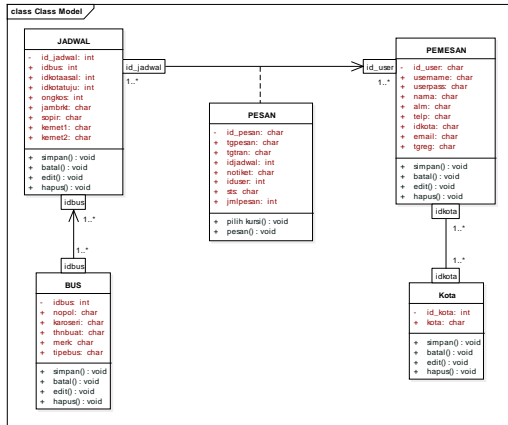 class Class Model
JADWAL
- id_jadwal: int
+ idbus: int
+ idkotaasal: int
+ idkotatuju: int
+ ongkos: int
+ jambrkt: char
+ sopir: char
+ kernet1: char
+ kernet2: char
+ simpan() : void
+ batal() : void
+ edit() : void
+ hapus() : void
id_jadwal
1..*
id_user
1..*
PEMESAN
- id_user: char
+ username: char
+ userpass: char
+ nama: char
+ alm: char
+ telp: char
+ idkota: char
+ email: char
+ tgreg: char
+ simpan() : void
+ batal() : void
+ edit() : void
+ hapus() : void
PESAN
- id_pesan: char
+ tgpesan: char
+ tgtran: char
+ idjadwal: int
+ notiket: char
+ iduser: int
+ sts: char
+ jmlpesan: int
+ pilih kursi() : void
+ pesan() : void
idbus
1..*
1..*
idbus
BUS
- idbus: int
+ nopol: char
+ karoseri: char
+ thnbuat: char
+ merk: char
+ tipebus: char
+ simpan() : void
+ batal() : void
+ edit() : void
+ hapus() : void
idkota
1..*
1..*
idkota
Kota
- id_kota: int
+ kota: char
+ simpan() : void
+ batal() : void
+ edit() : void
+ hapus() : void